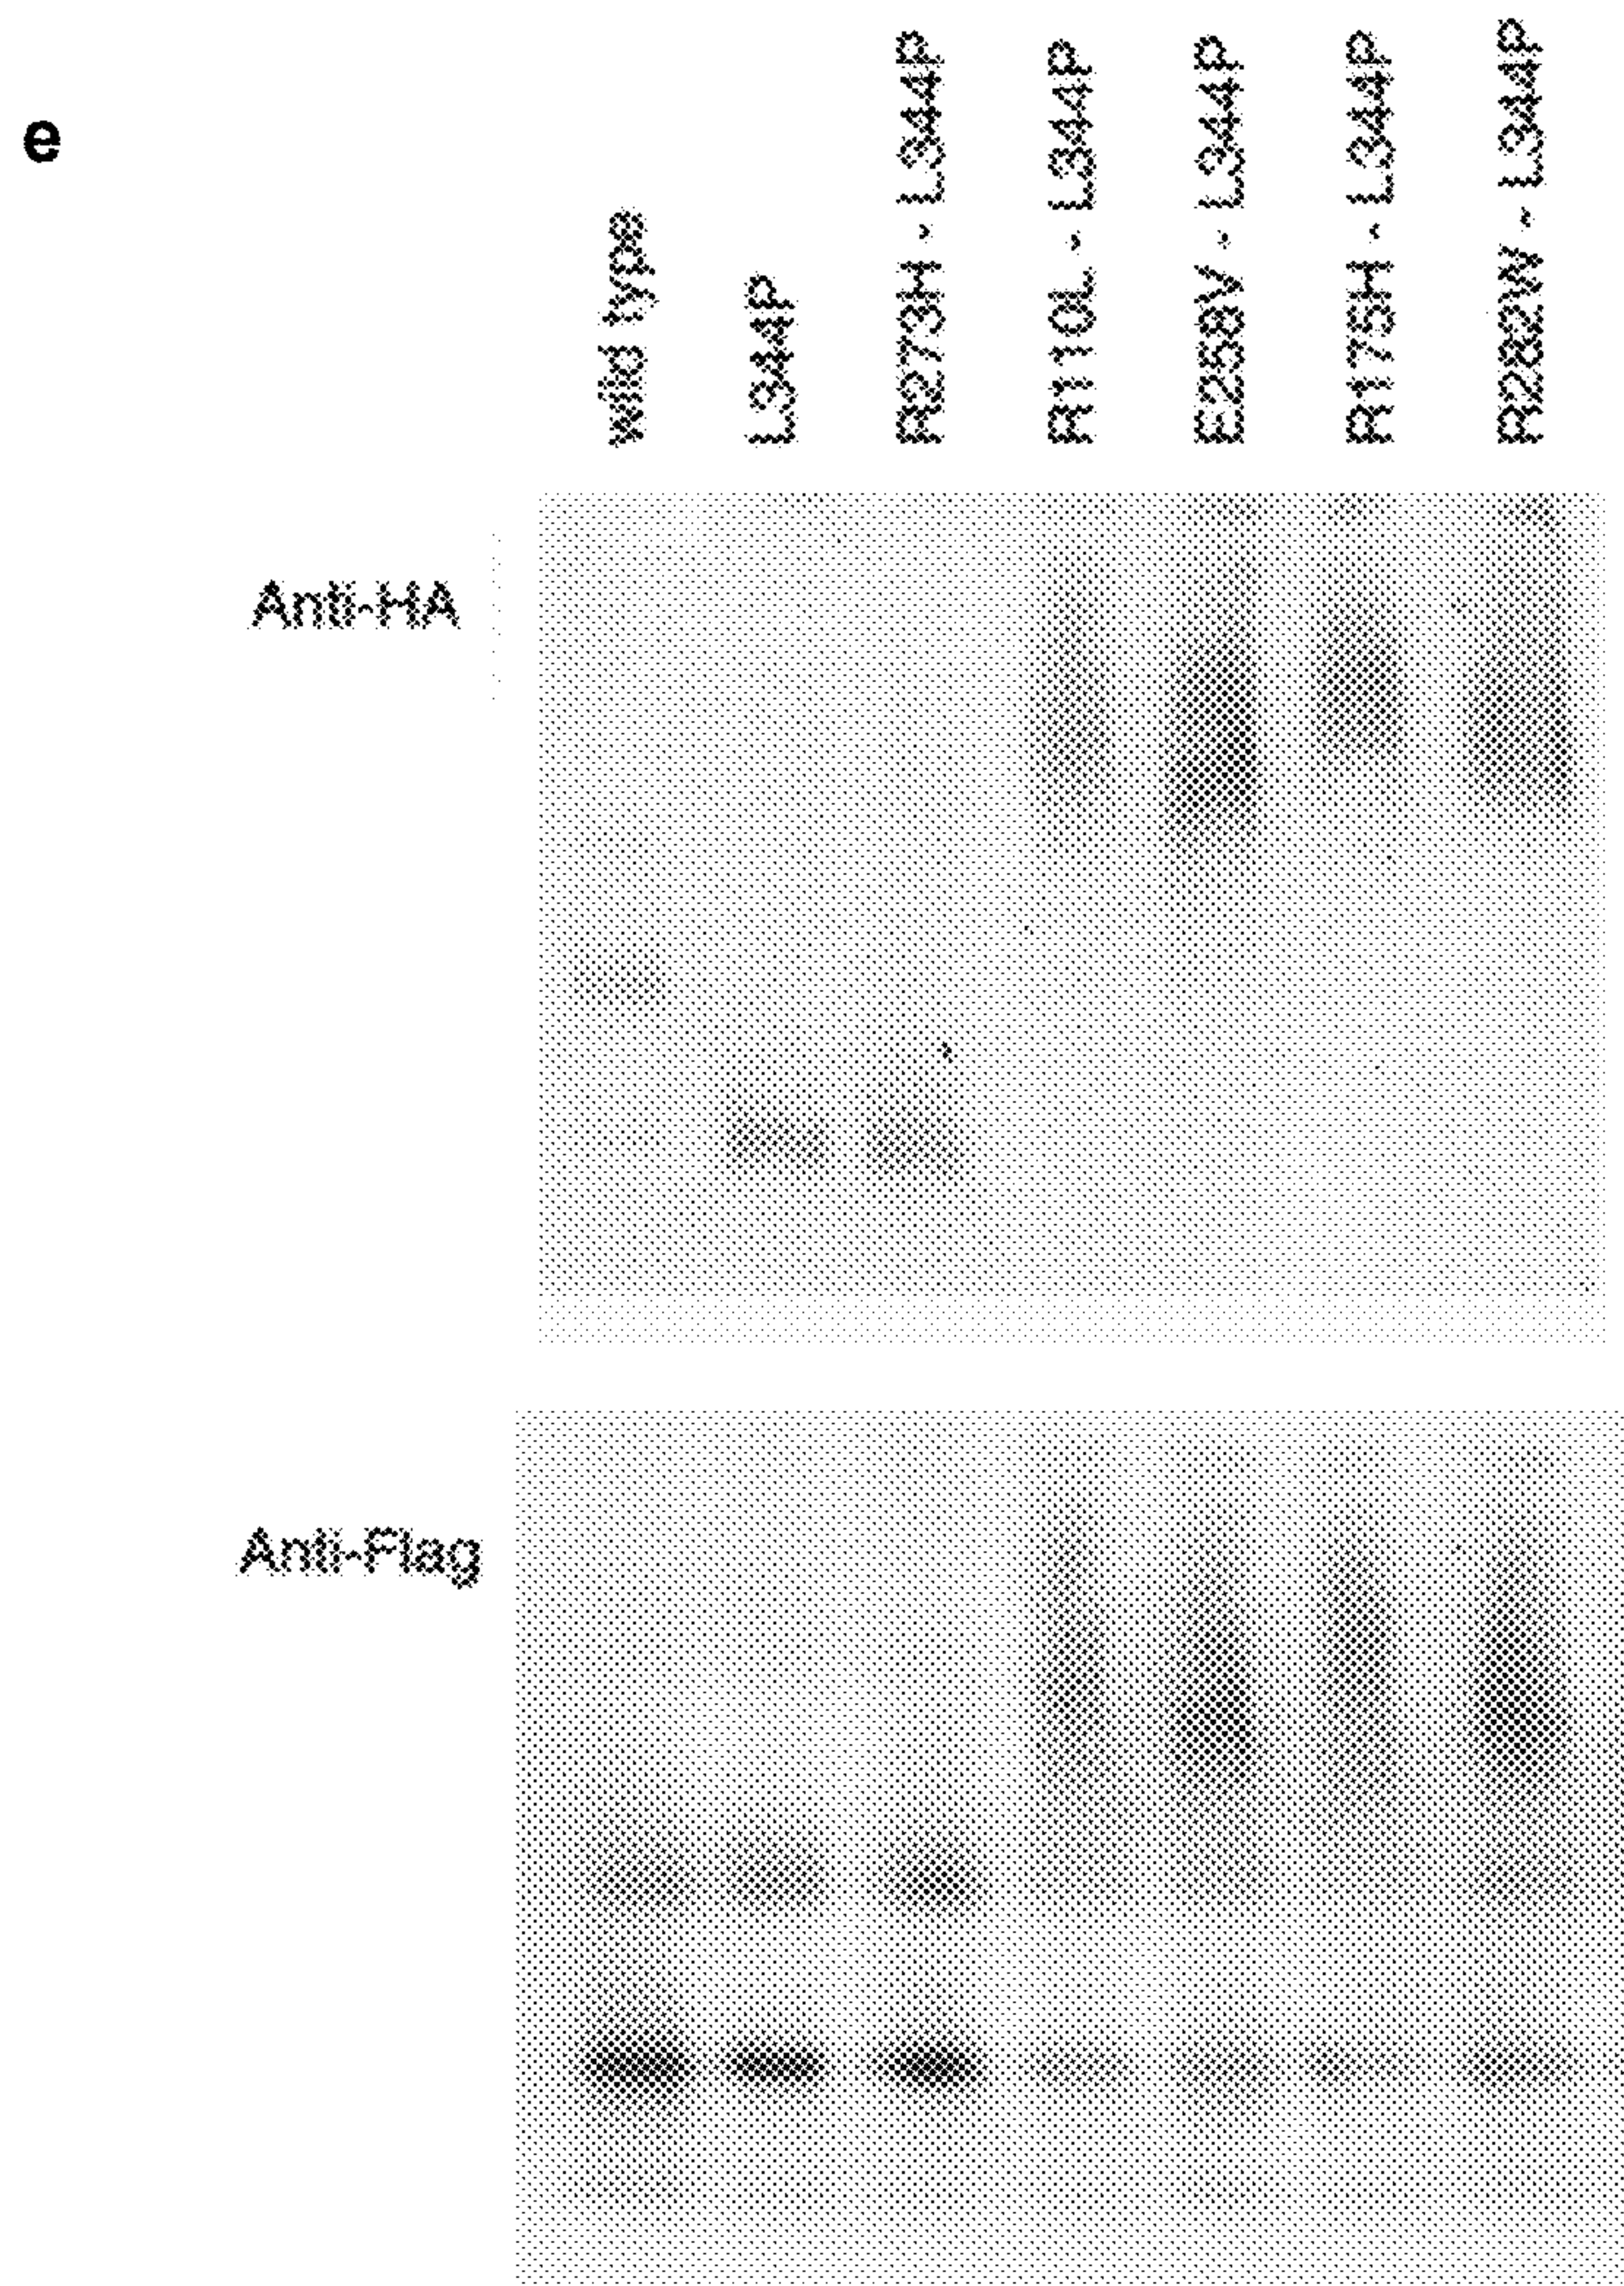 e
wild type
L344P
R273H - L344P
R110L - L344P
E258V - L344P
R175H - L344P
R282W - L344P
Anti-HA
Anti-Flag